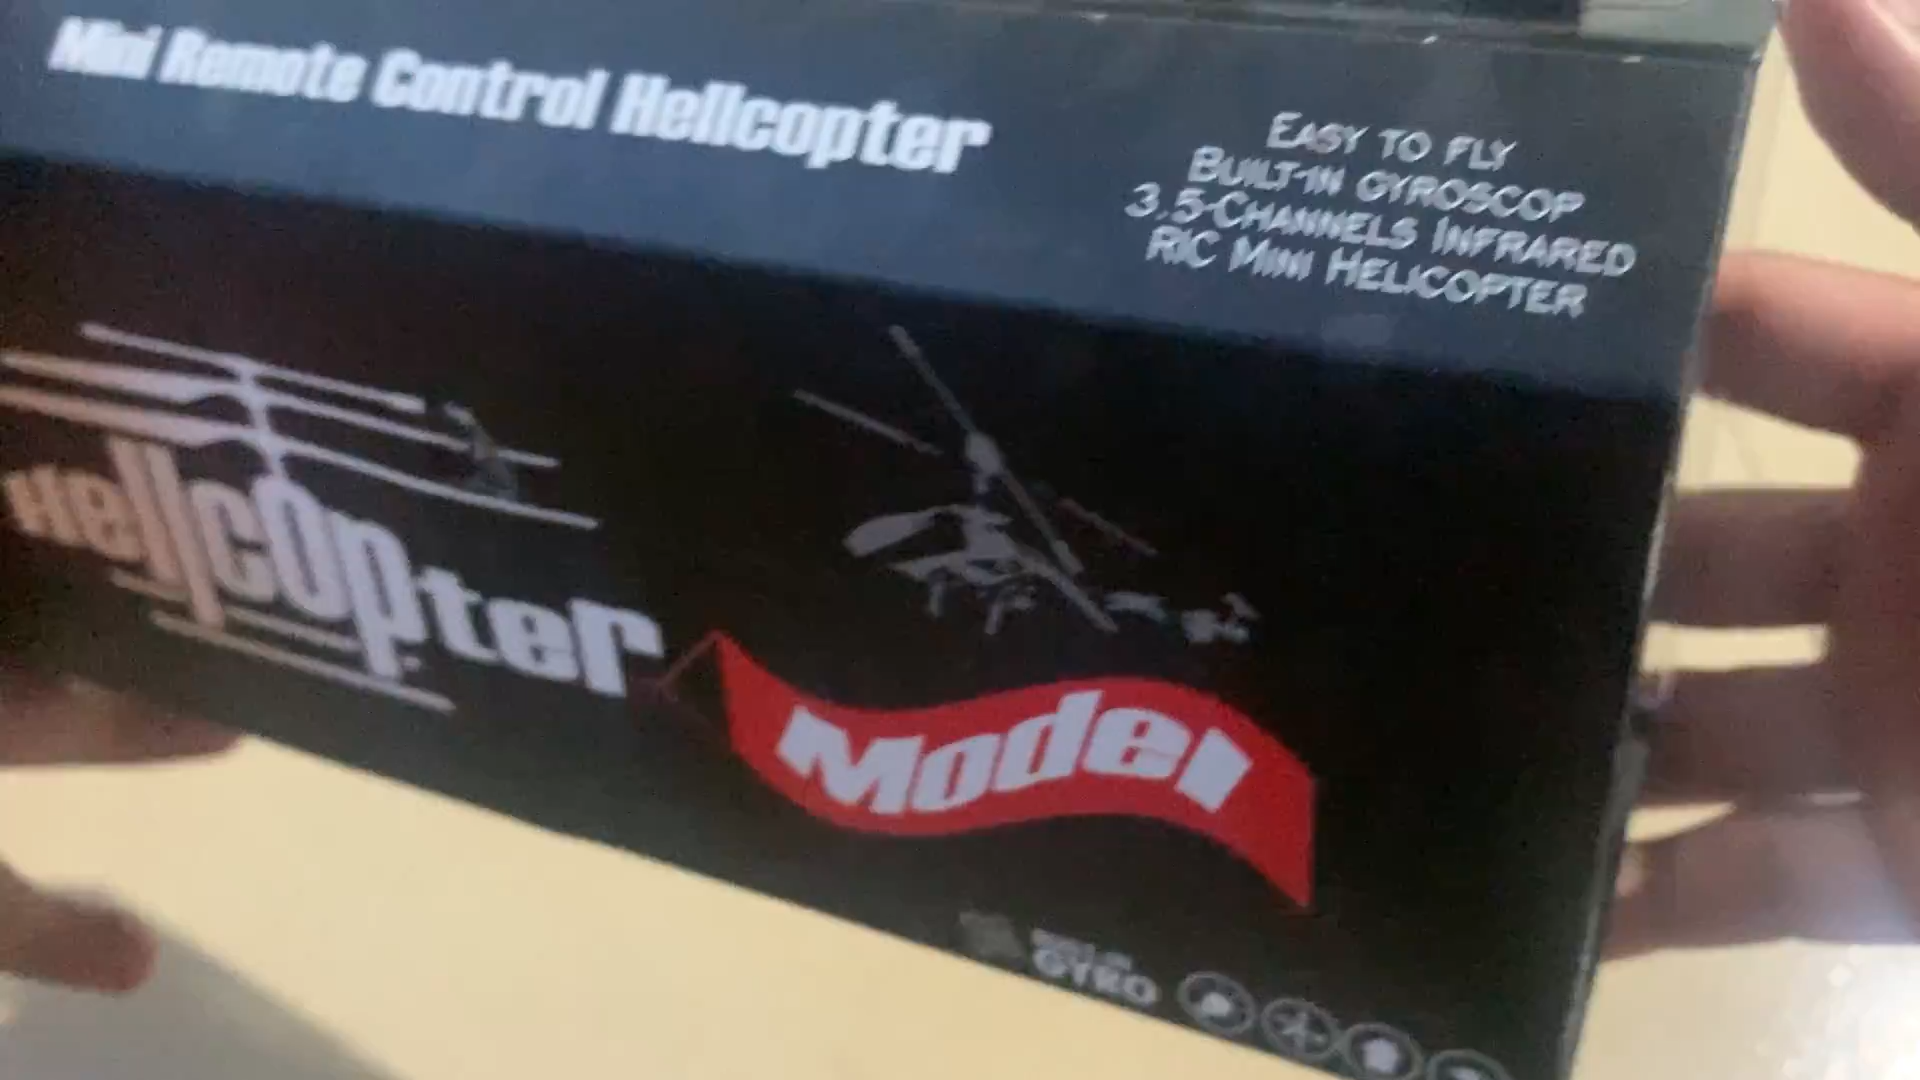 Mini Remote Control Helicopter
EASY TO FLY
BUILT-IN GYROSCOP
3.5-CHANNELS INFRARED
R/C MINI HELICOPTER
Helicopter
Model
GYRO